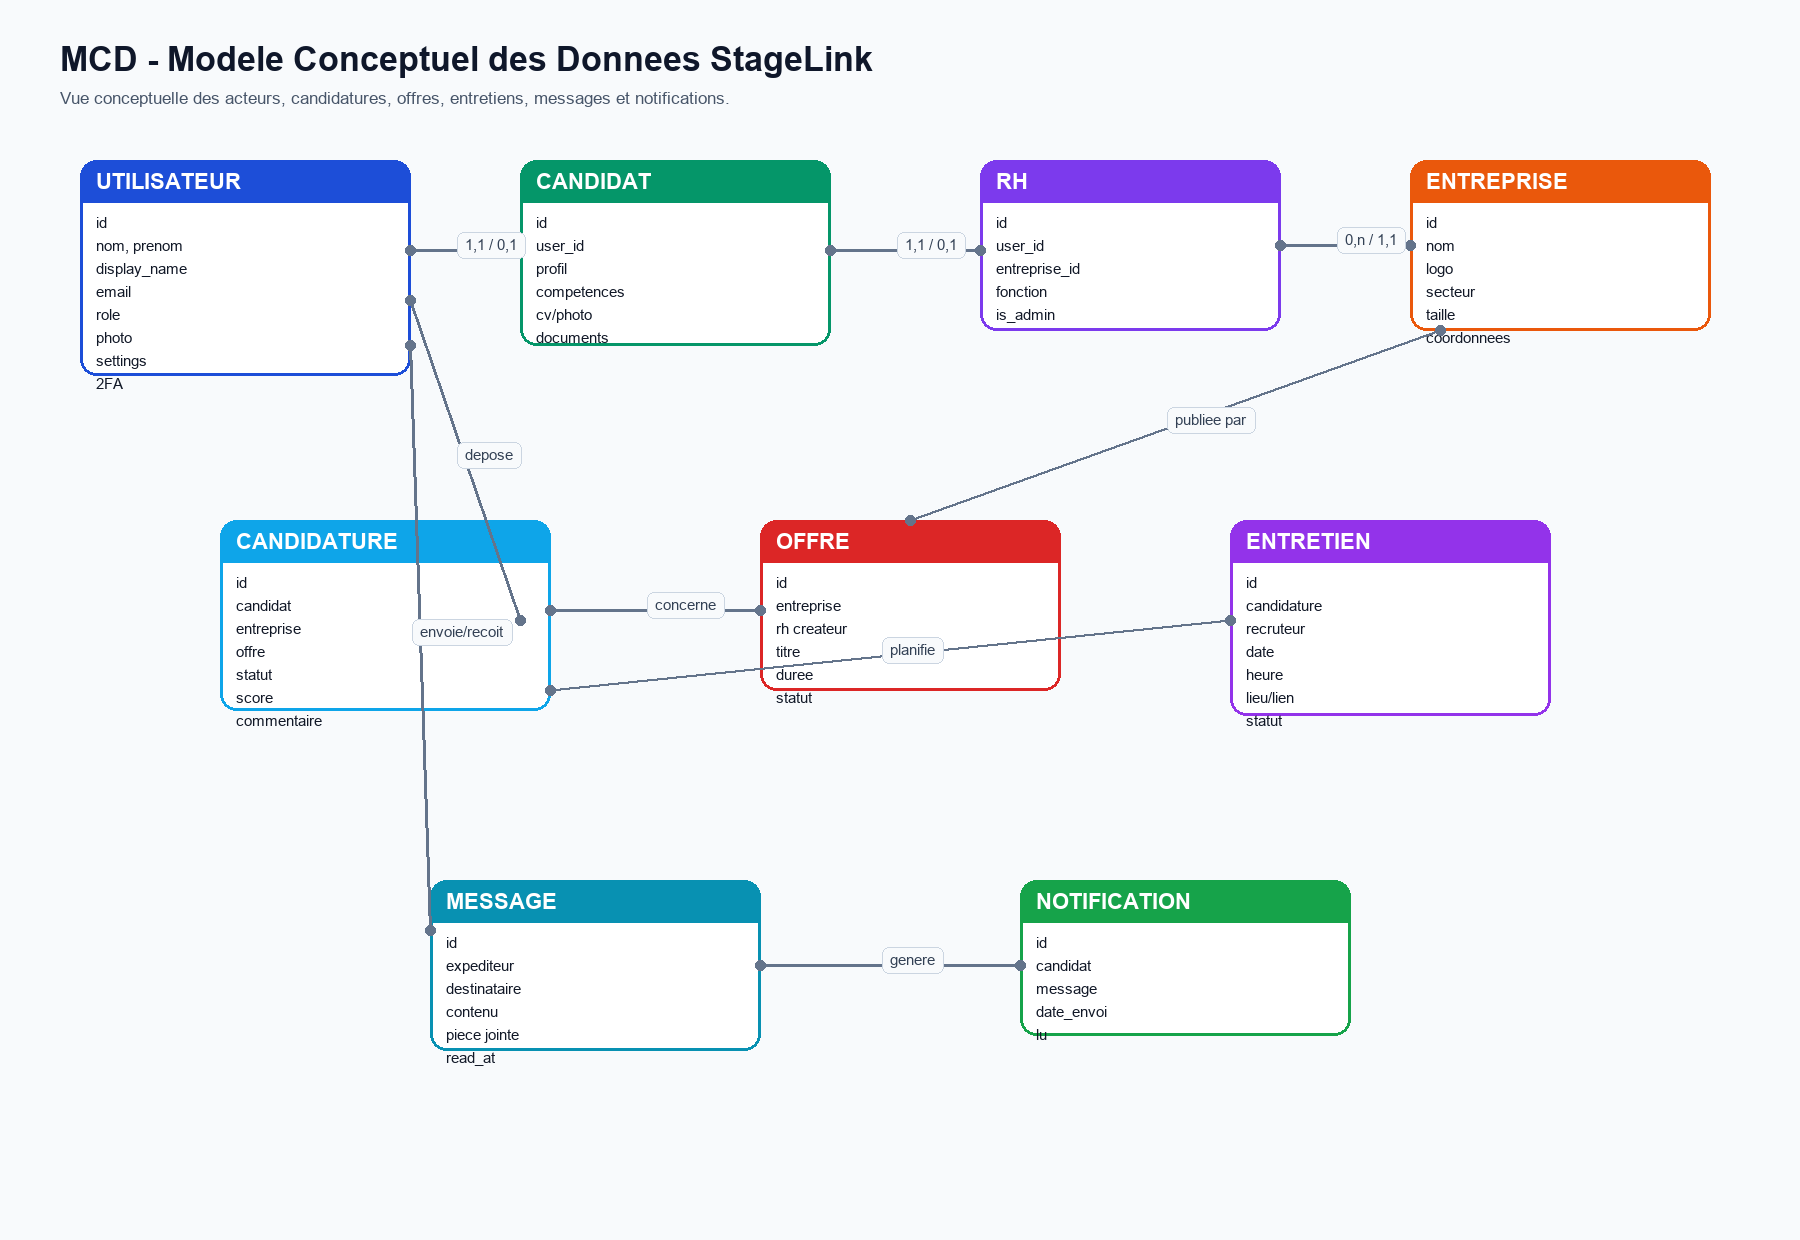 MCD - Modele Conceptuel des Donnees StageLink
Vue conceptuelle des acteurs, candidatures, offres, entretiens, messages et notifications.
UTILISATEUR
id
nom, prenom
display_name
email
role
photo
settings
2FA
1,1 / 0,1
CANDIDAT
id
user_id
profil
competences
cv/photo
documents
1,1 / 0,1
RH
id
user_id
entreprise_id
fonction
is_admin
0,n / 1,1
ENTREPRISE
id
nom
logo
secteur
taille
coordonnees
publiee par
depose
CANDIDATURE
id
candidat
entreprise
offre
statut
score
commentaire
envoie/recoit
concerne
OFFRE
id
entreprise
rh createur
titre
duree
statut
planifie
ENTRETIEN
id
candidature
recruteur
date
heure
lieu/lien
statut
MESSAGE
id
expediteur
destinataire
contenu
piece jointe
read_at
genere
NOTIFICATION
id
candidat
message
date_envoi
lu